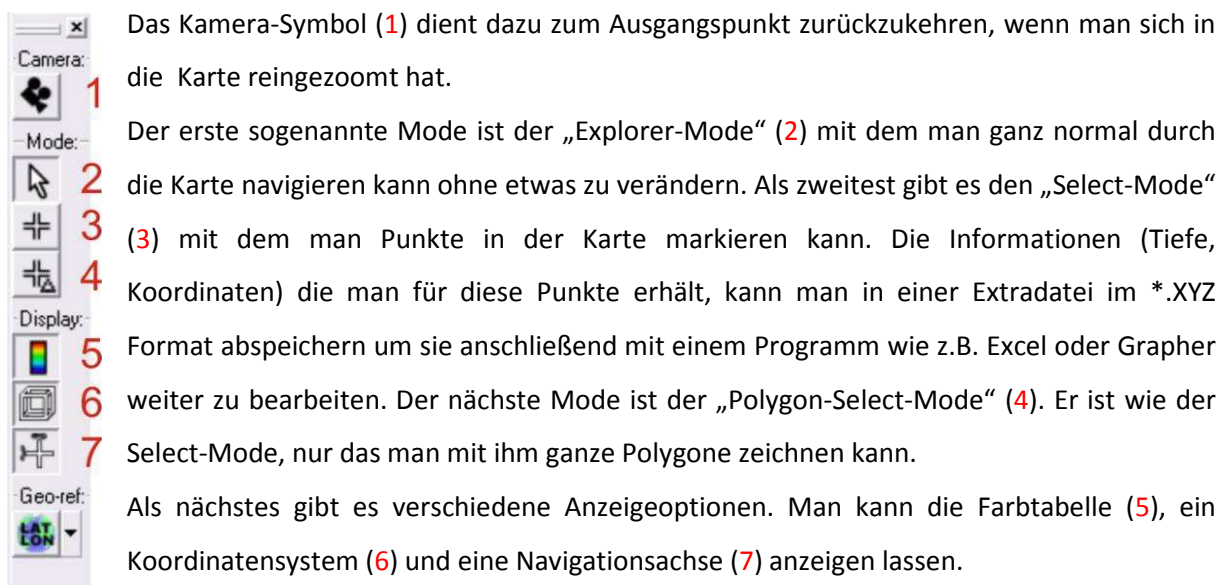 Camera:
1
Mode:
2
3
4
Display:
5
6
7
Geo-ref:
LAT
LON
Das Kamera-Symbol (1) dient dazu zum Ausgangspunkt zurückzukehren, wenn man sich in
die Karte reingezoomt hat.
Der erste sogenannte Mode ist der „Explorer-Mode“ (2) mit dem man ganz normal durch
die Karte navigieren kann ohne etwas zu verändern. Als zweitest gibt es den „Select-Mode“
(3) mit dem man Punkte in der Karte markieren kann. Die Informationen (Tiefe,
Koordinaten) die man für diese Punkte erhält, kann man in einer Extradatei im *.XYZ
Format abspeichern um sie anschließend mit einem Programm wie z.B. Excel oder Grapher
weiter zu bearbeiten. Der nächste Mode ist der „Polygon-Select-Mode“ (4). Er ist wie der
Select-Mode, nur das man mit ihm ganze Polygone zeichnen kann.
Als nächstes gibt es verschiedene Anzeigeoptionen. Man kann die Farbtabelle (5), ein
Koordinatensystem (6) und eine Navigationsachse (7) anzeigen lassen.